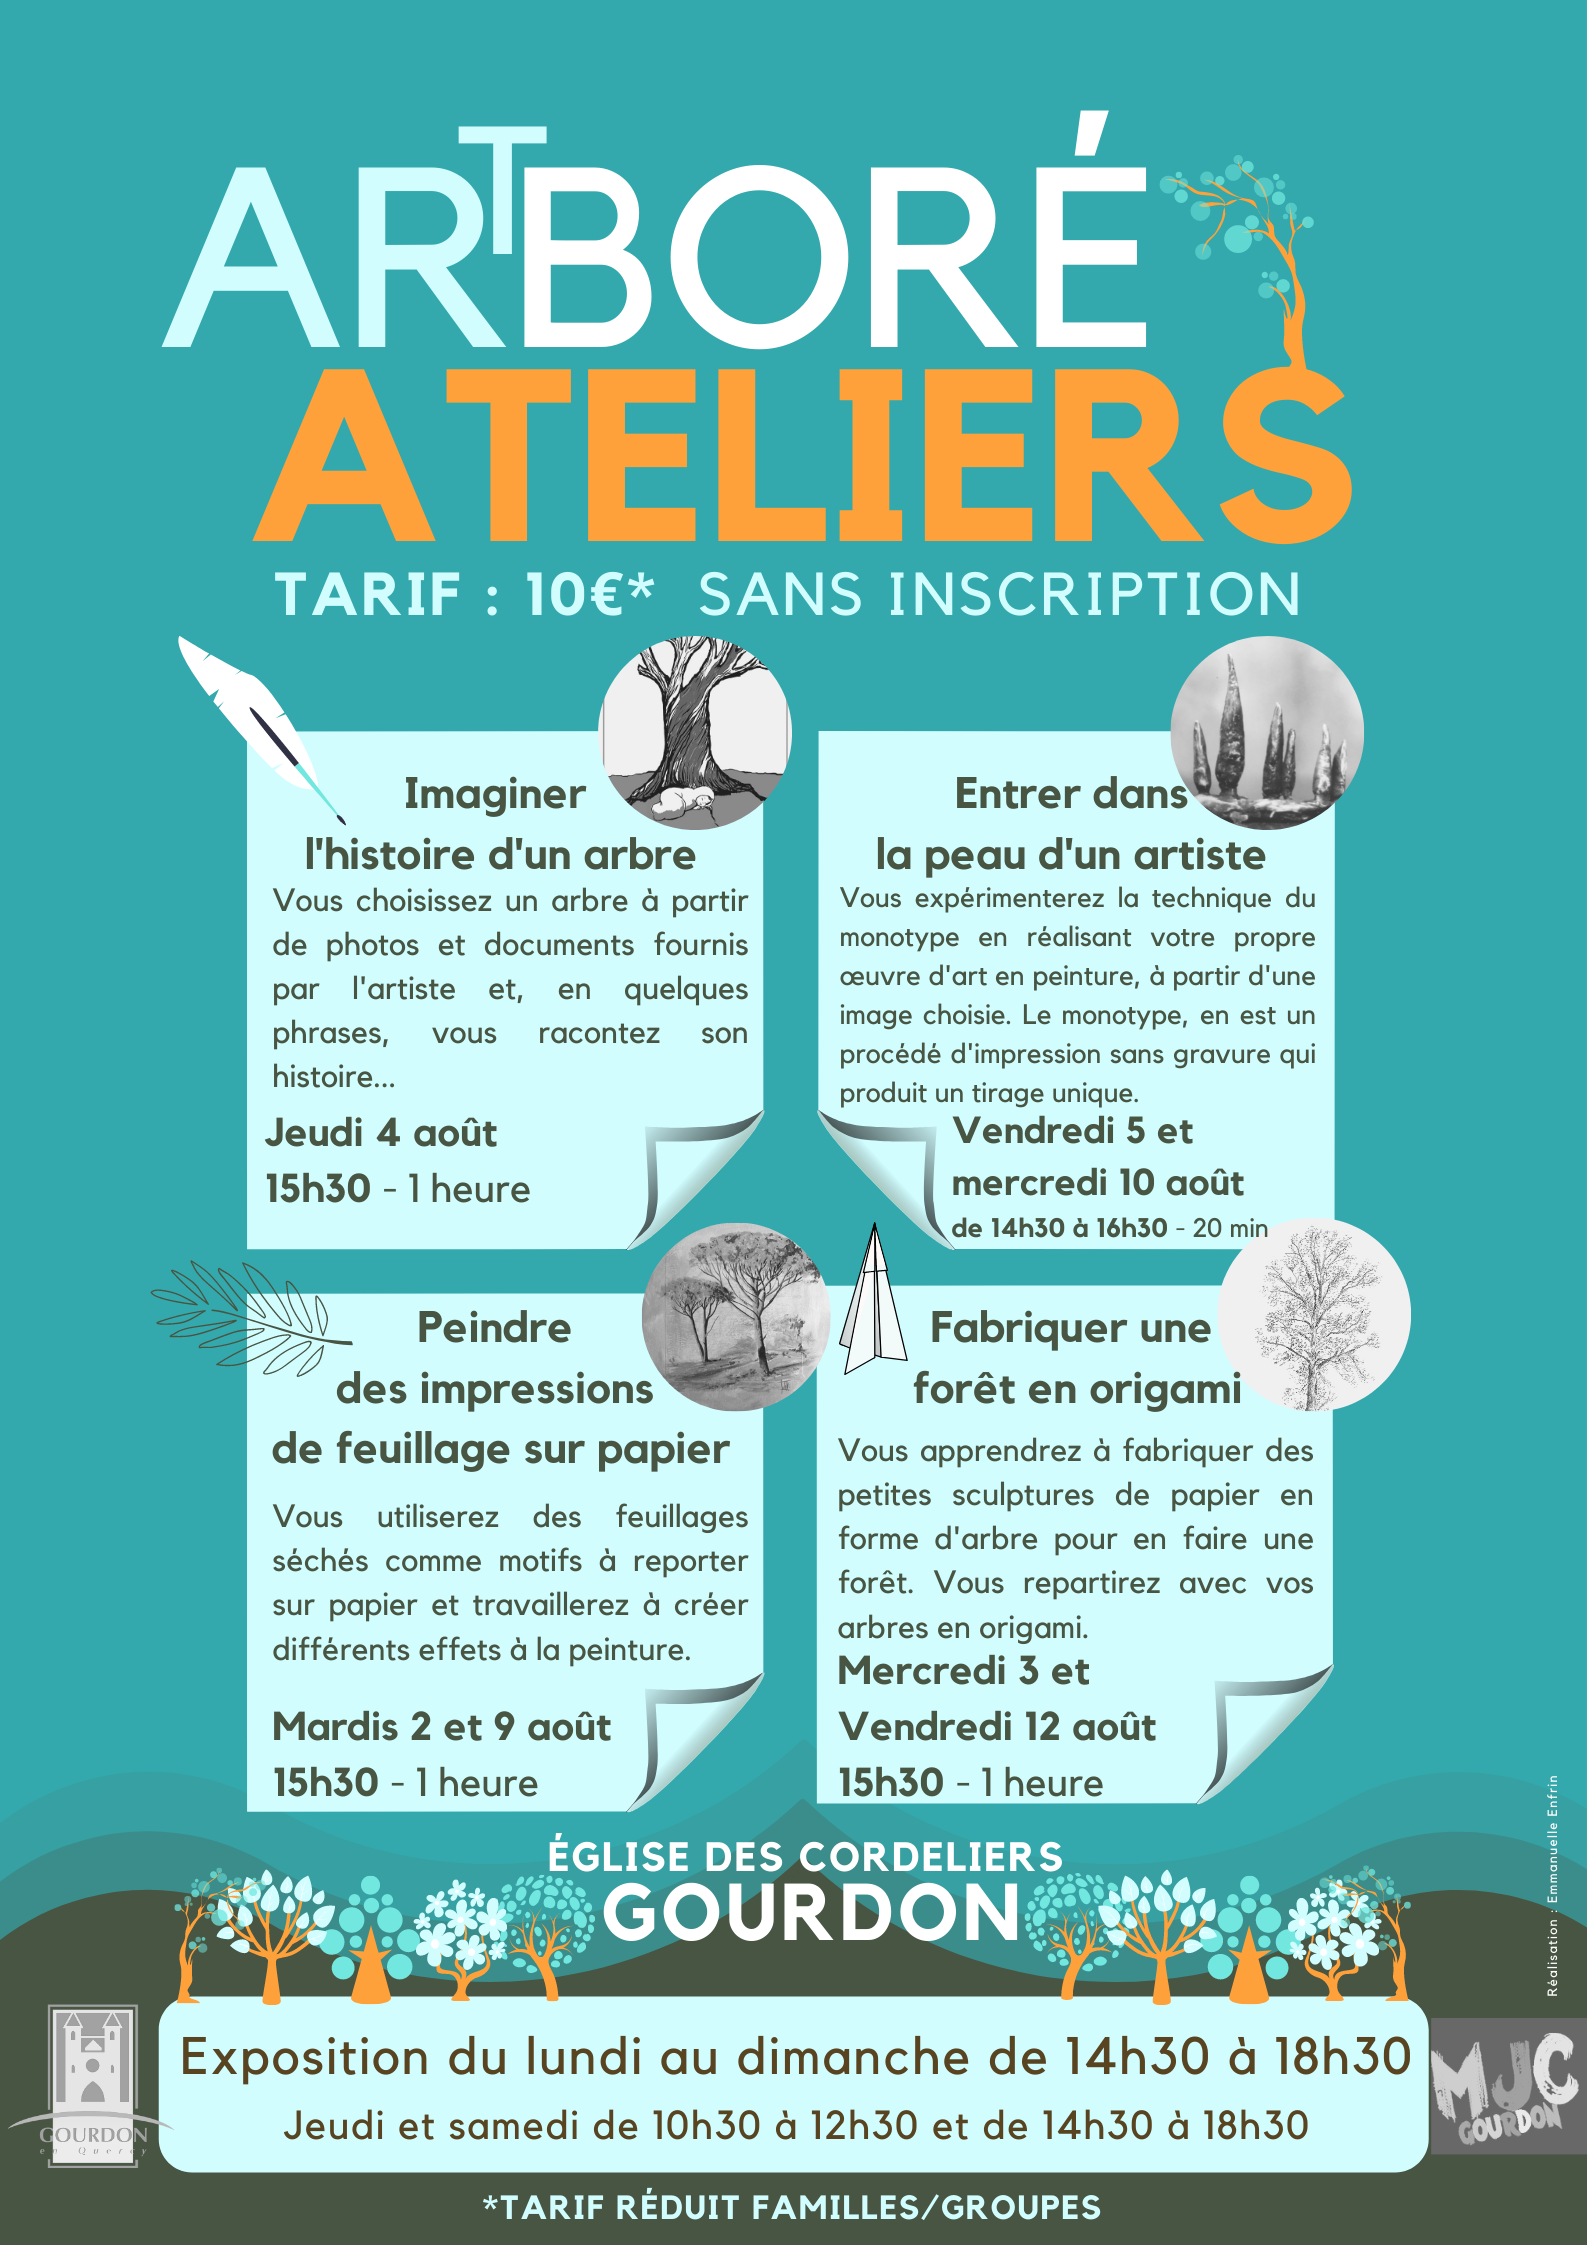 ARTBORÉ
ATELIERS
TARIF : 10€* SANS INSCRIPTION
Imaginer
l'histoire d'un arbre
Vous choisissez un arbre à partir
de photos et documents fournis
par l'artiste et, en quelques
phrases, vous racontez son
histoire...
Jeudi 4 août
15h30 - 1 heure
Entrer dans
la peau d'un artiste
Vous expérimenterez la technique du
monotype en réalisant votre propre
œuvre d'art en peinture, à partir d'une
image choisie. Le monotype, en est un
procédé d'impression sans gravure qui
produit un tirage unique.
Vendredi 5 et
mercredi 10 août
de 14h30 à 16h30 - 20 min
Peindre
des impressions
de feuillage sur papier
Vous utiliserez des feuillages
séchés comme motifs à reporter
sur papier et travaillerez à créer
différents effets à la peinture.
Mardis 2 et 9 août
15h30 - 1 heure
Fabriquer une
forêt en origami
Vous apprendrez à fabriquer des
petites sculptures de papier en
forme d'arbre pour en faire une
forêt. Vous repartirez avec vos
arbres en origami.
Mercredi 3 et
Vendredi 12 août
15h30 - 1 heure
ÉGLISE DES CORDELIERS
GOURDON
Réalisation : Emmanuelle Enfrin
Exposition du lundi au dimanche de 14h30 à 18h30
Jeudi et samedi de 10h30 à 12h30 et de 14h30 à 18h30
GOURDON
en Quercy
MJC
GOURDON
*TARIF RÉDUIT FAMILLES/GROUPES